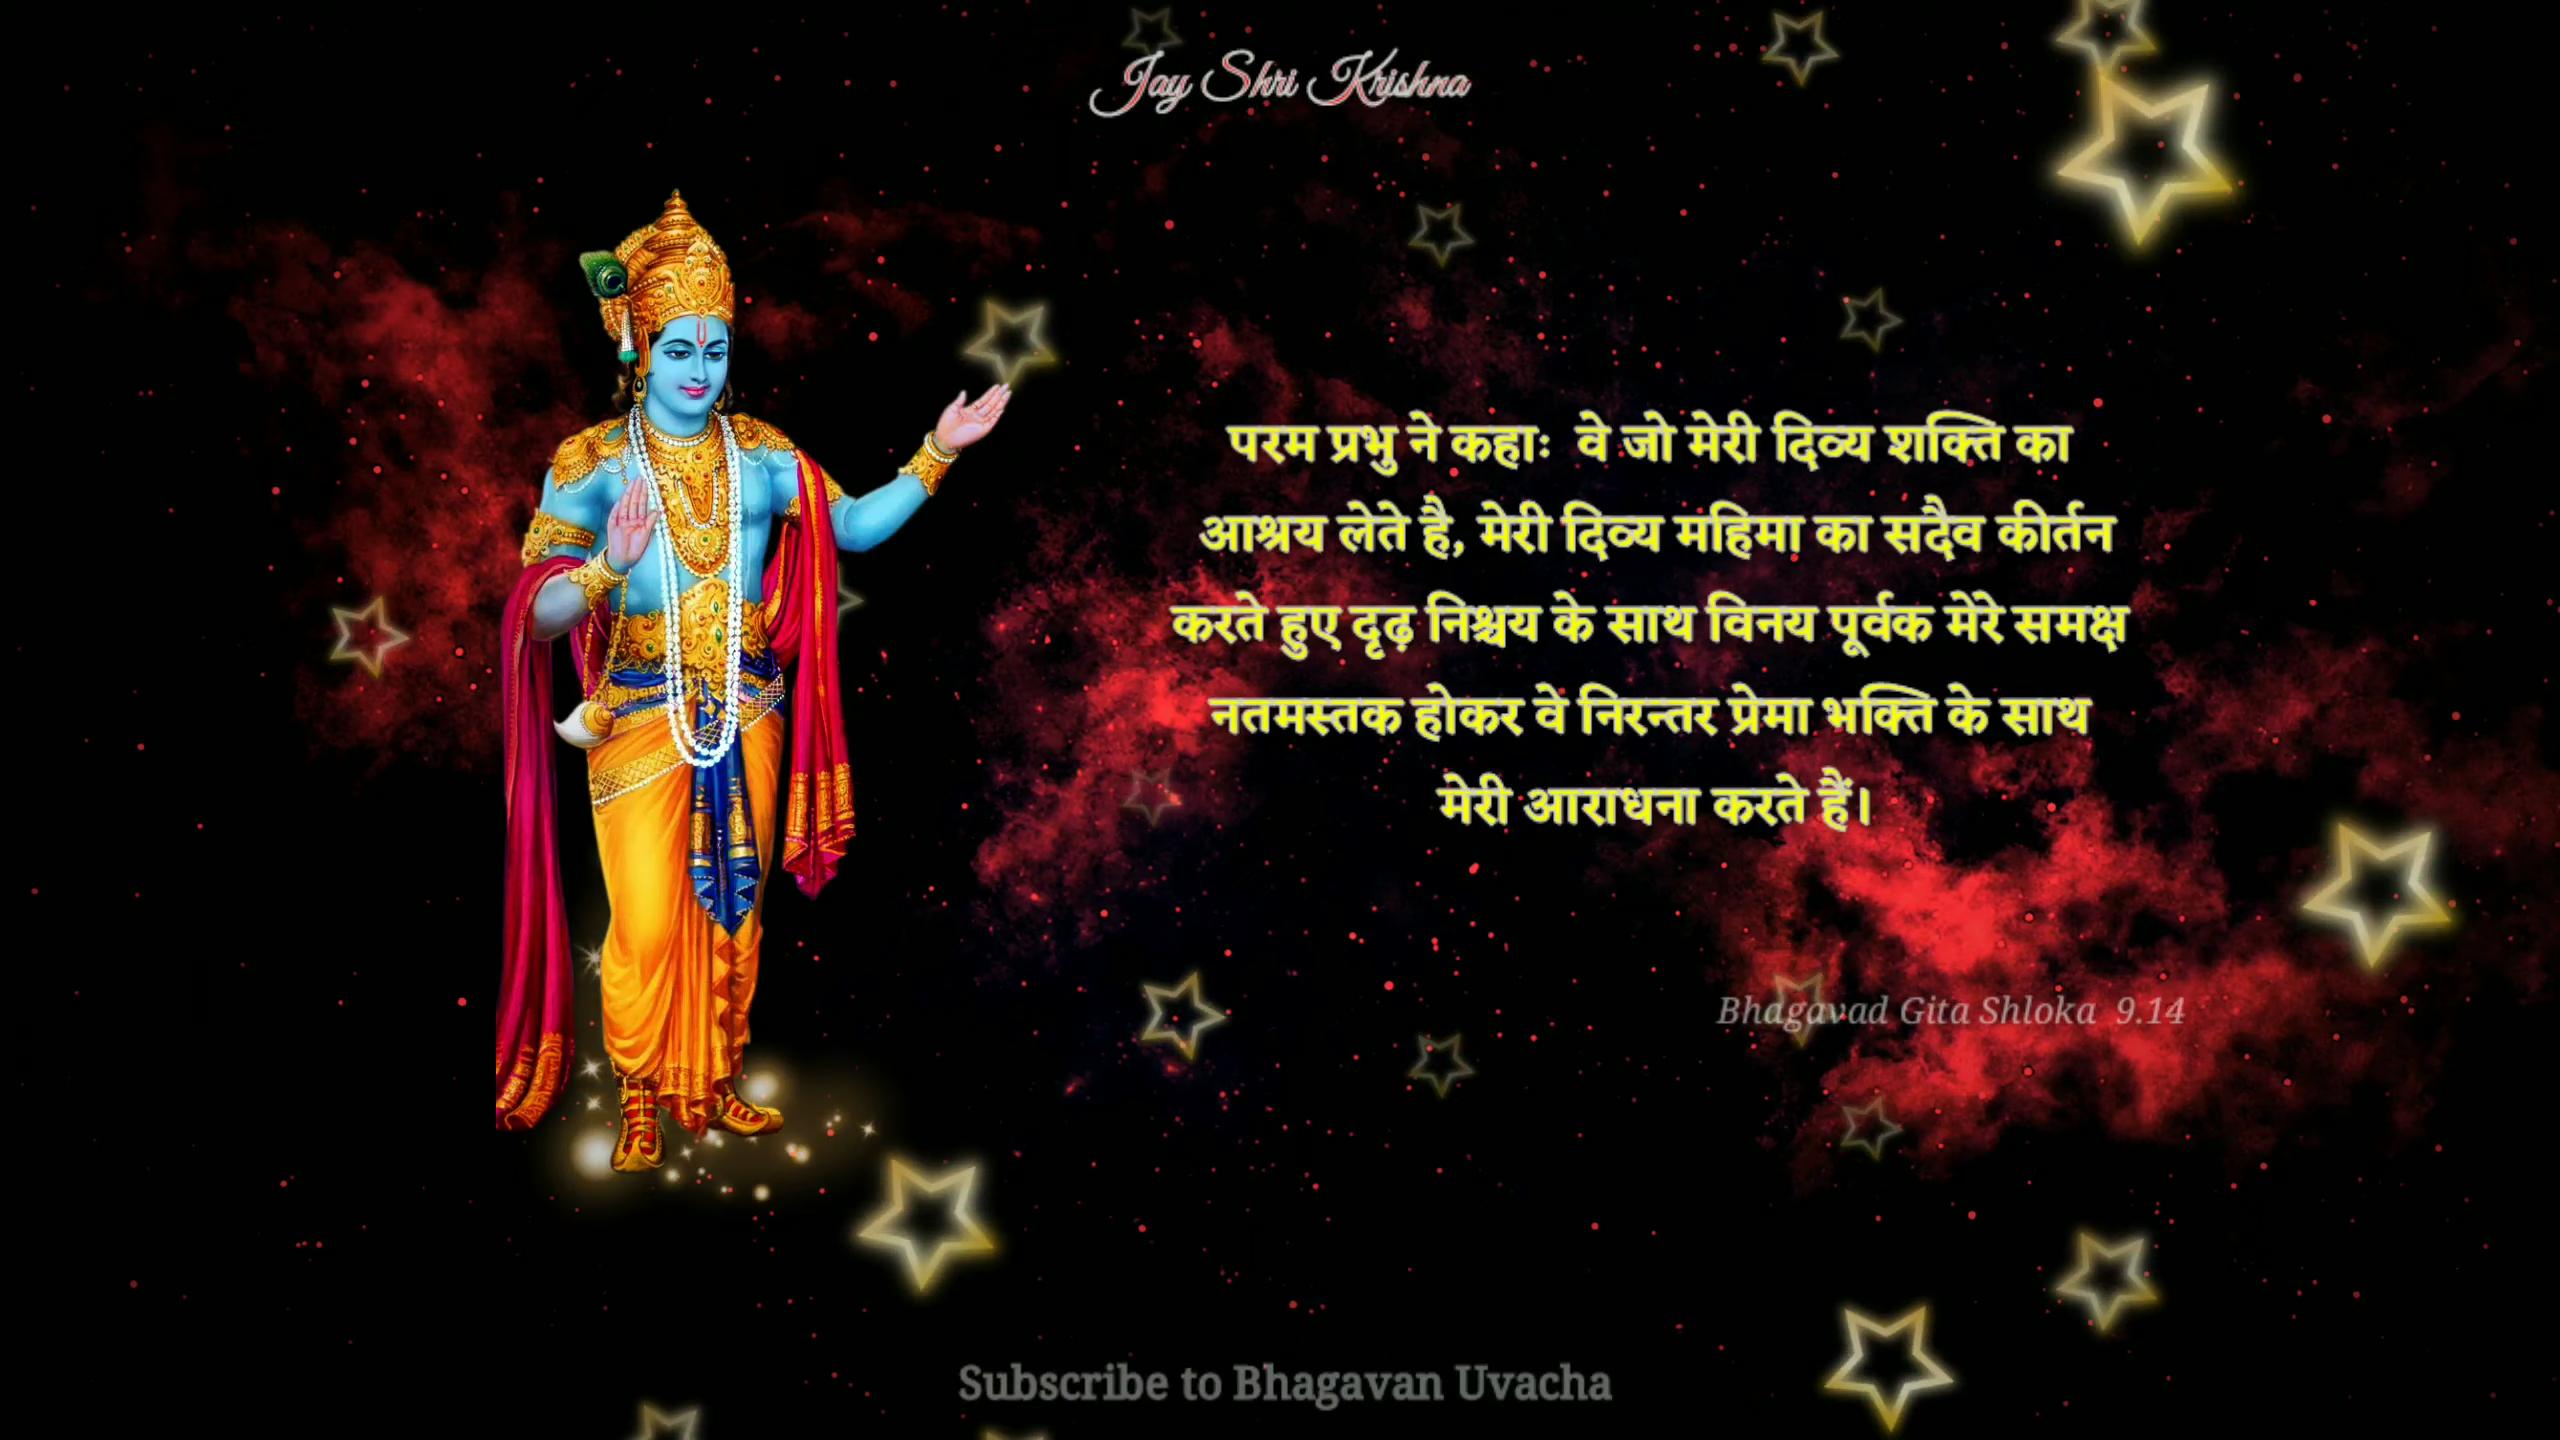 Jay Shri Krishna
परम प्रभु ने कहाः वे जो मेरी दिव्य शक्ति का
आश्रय लेते है, मेरी दिव्य महिमा का सदैव कीर्तन
करते हुए दृढ़ निश्चय के साथ विनय पूर्वक मेरे समक्ष
नतमस्तक होकर वे निरन्तर प्रेमा भक्ति के साथ
मेरी आराधना करते हैं।
Bhagavad Gita Shloka 9.14
Subscribe to Bhagavan Uvacha